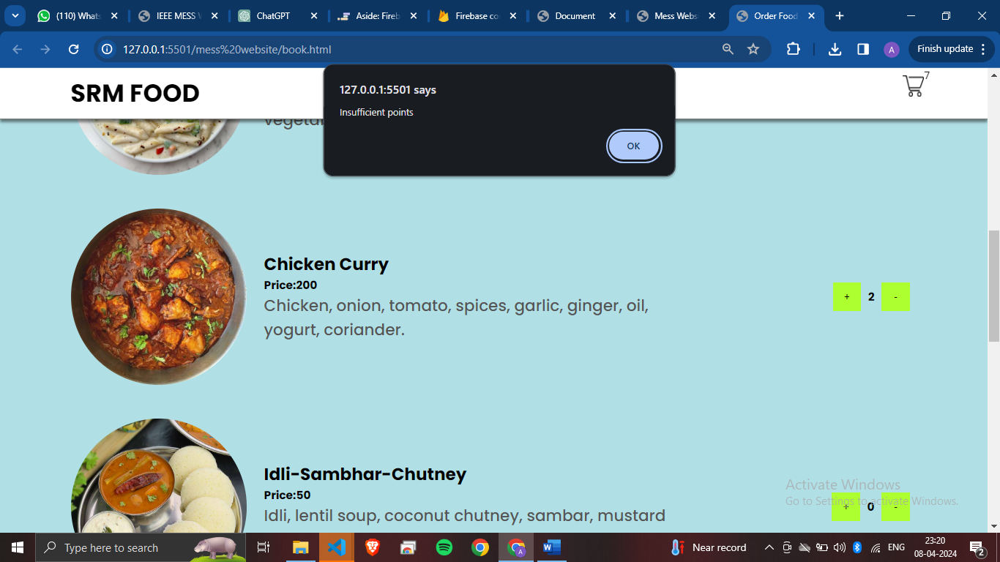 (110) Whats
IEEE MESS W
ChatGPT
Aside: Fireb
Firebase co
Document
Mess Webs
Order Food
127.0.0.1:5501/mess%20website/book.html
A
Finish update
SRM FOOD
7
127.0.0.1:5501 says
Insufficient points
OK
Chicken Curry
Price:200
Chicken, onion, tomato, spices, garlic, ginger, oil,
yogurt, coriander.
+ 2 -
Idli-Sambhar-Chutney
Price:50
Idli, lentil soup, coconut chutney, sambar, mustard
+ 0 -
Activate Windows
Go to Settings to activate Windows.
Type here to search
Near record
ENG
23:20
08-04-2024
2